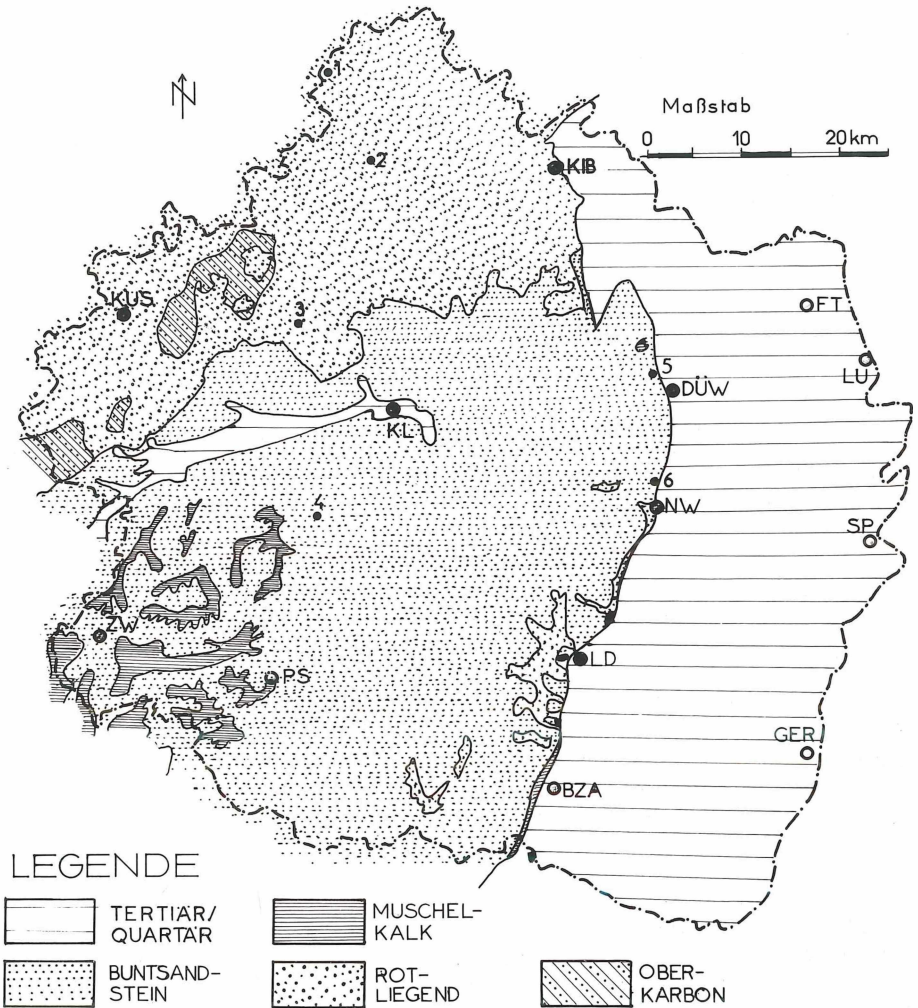 1
N
Maßstab
0 10 20 km
2
KIB
KUS
3
FT
5
LU
DÜW
KL
6
NW
4
SP
ZW
LD
PS
GER
BZA
LEGENDE
TERTIÄR/
QUARTÄR
MUSCHEL-
KALK
BUNTSAND-
STEIN
ROT-
LIEGEND
OBER-
KARBON